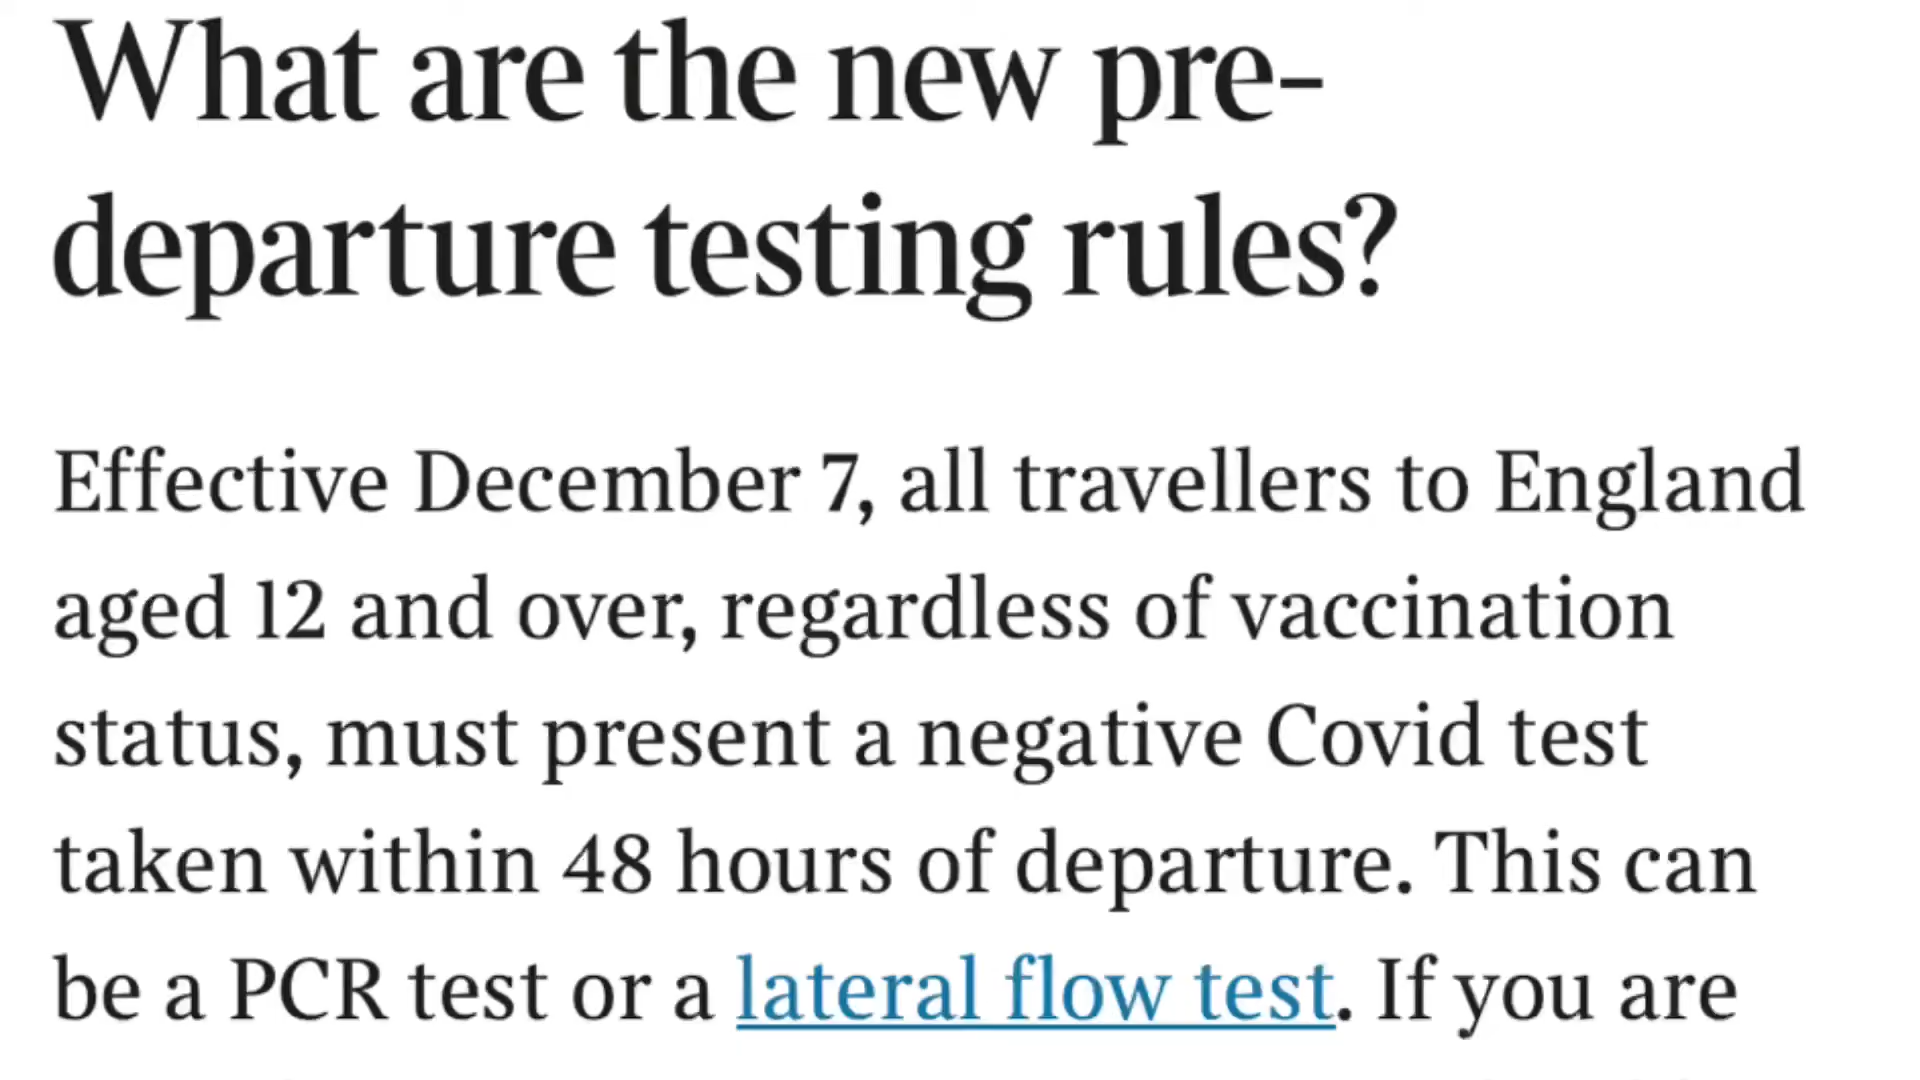 What are the new pre-
departure testing rules?
Effective December 7, all travellers to England
aged 12 and over, regardless of vaccination
status, must present a negative Covid test
taken within 48 hours of departure. This can
be a PCR test or a lateral flow test. If you are